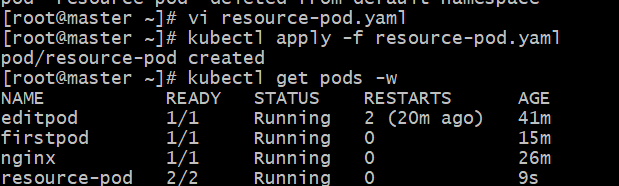 pod "resource-pod" deleted from default namespace
[root@master ~]# vi resource-pod.yaml
[root@master ~]# kubectl apply -f resource-pod.yaml
pod/resource-pod created
[root@master ~]# kubectl get pods -w
NAME READY STATUS RESTARTS AGE
editpod 1/1 Running 2 (20m ago) 41m
firstpod 1/1 Running 0 15m
nginx 1/1 Running 0 26m
resource-pod 2/2 Running 0 9s